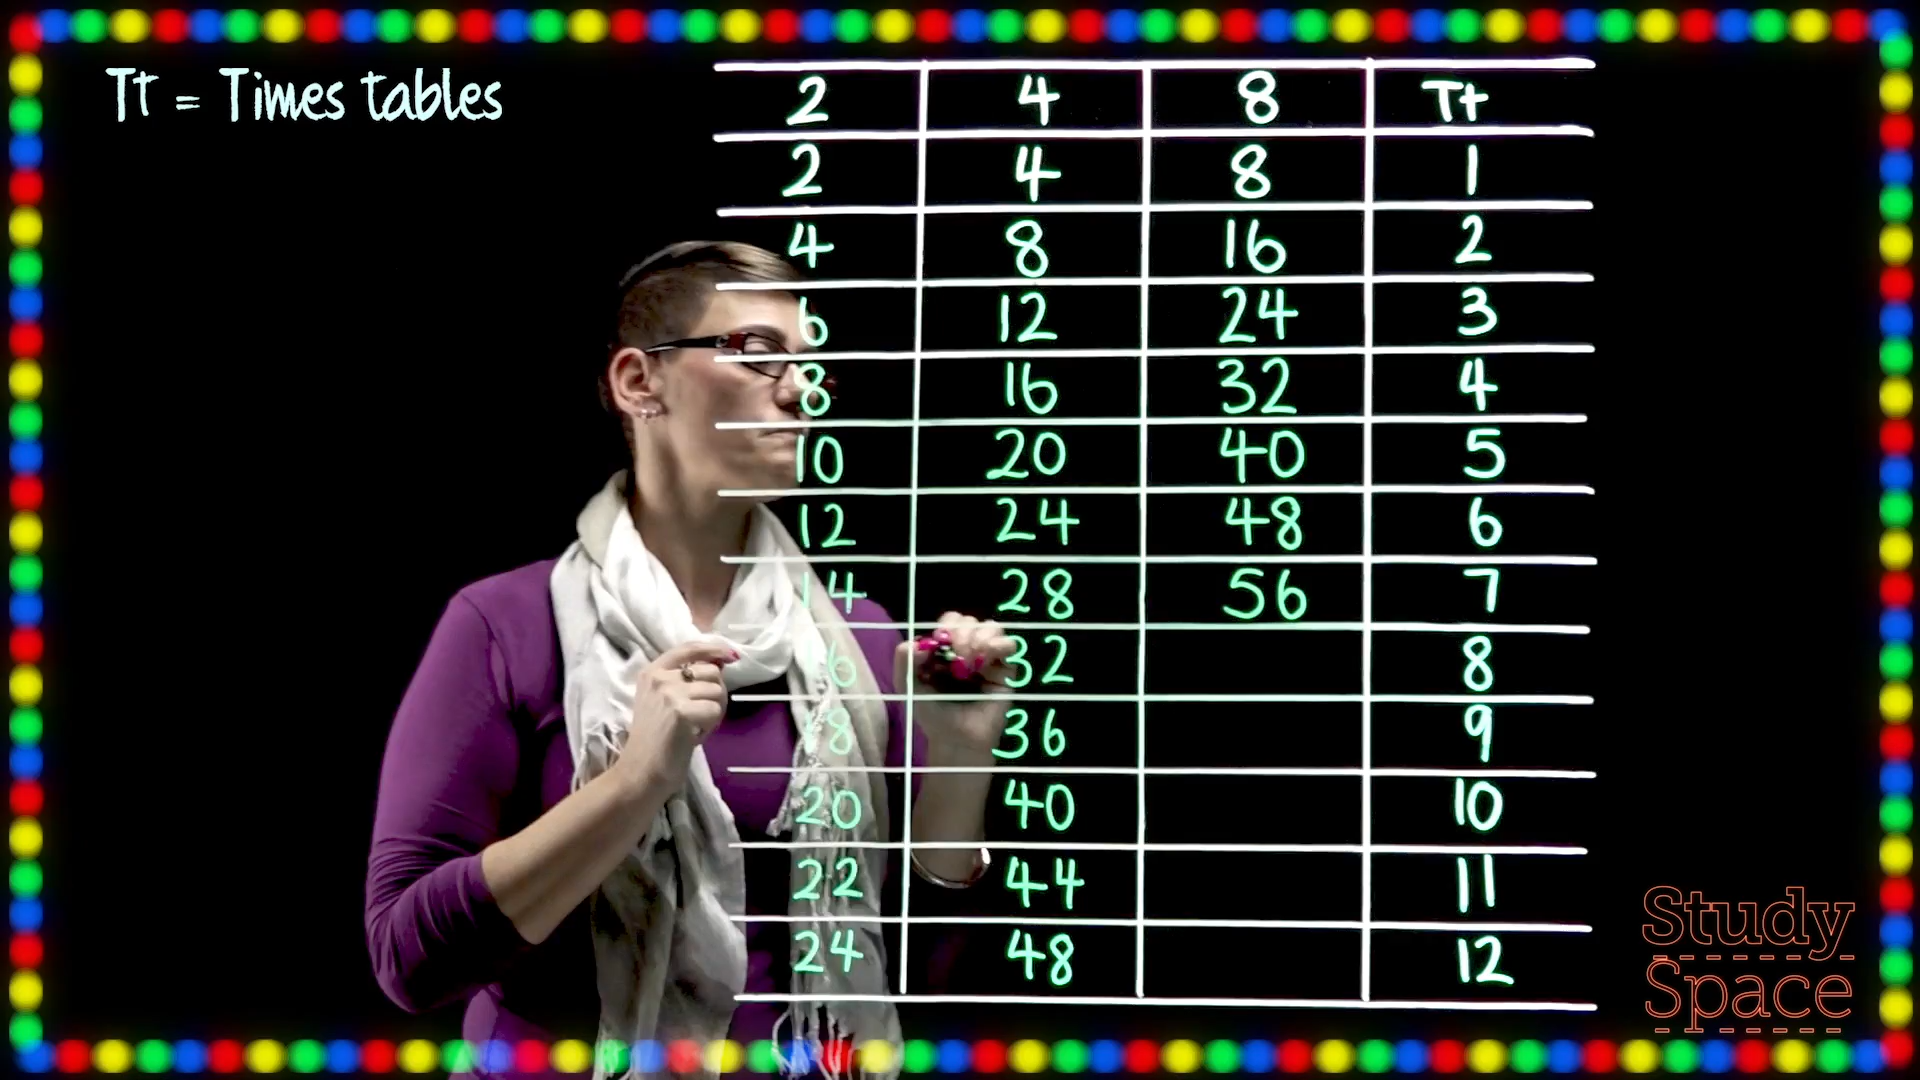 Tt = Times tables
2 4 8 Tt
2 4 8 1
4 8 16 2
6 12 24 3
8 16 32 4
10 20 40 5
12 24 48 6
14 28 56 7
16 32 8
18 36 9
20 40 10
22 44 11
24 48 12
Study
Space